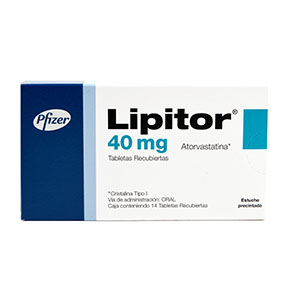 Pfizer
Lipitor®
40 mg Atorvastatina*
Tabletas Recubiertas
*Cristalina Tipo I
Vía de administración: ORAL
Caja conteniendo 14 Tabletas Recubiertas
Estuche
precintado